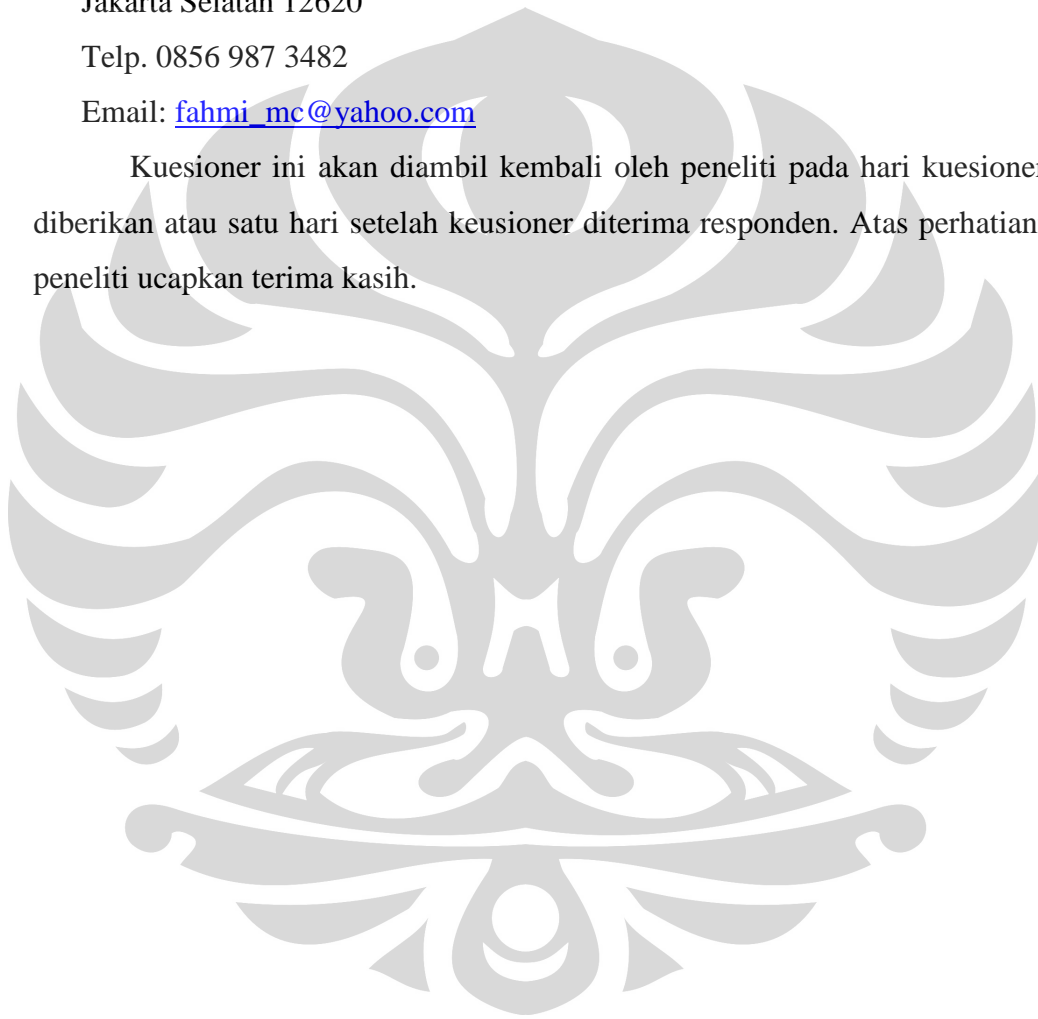 Jakarta Selatan 12620
Telp. 0856 987 3482
Email: fahmi_mc@yahoo.com
Kuesioner ini akan diambil kembali oleh peneliti pada hari kuesioner
diberikan atau satu hari setelah keusioner diterima responden. Atas perhatian
peneliti ucapkan terima kasih.